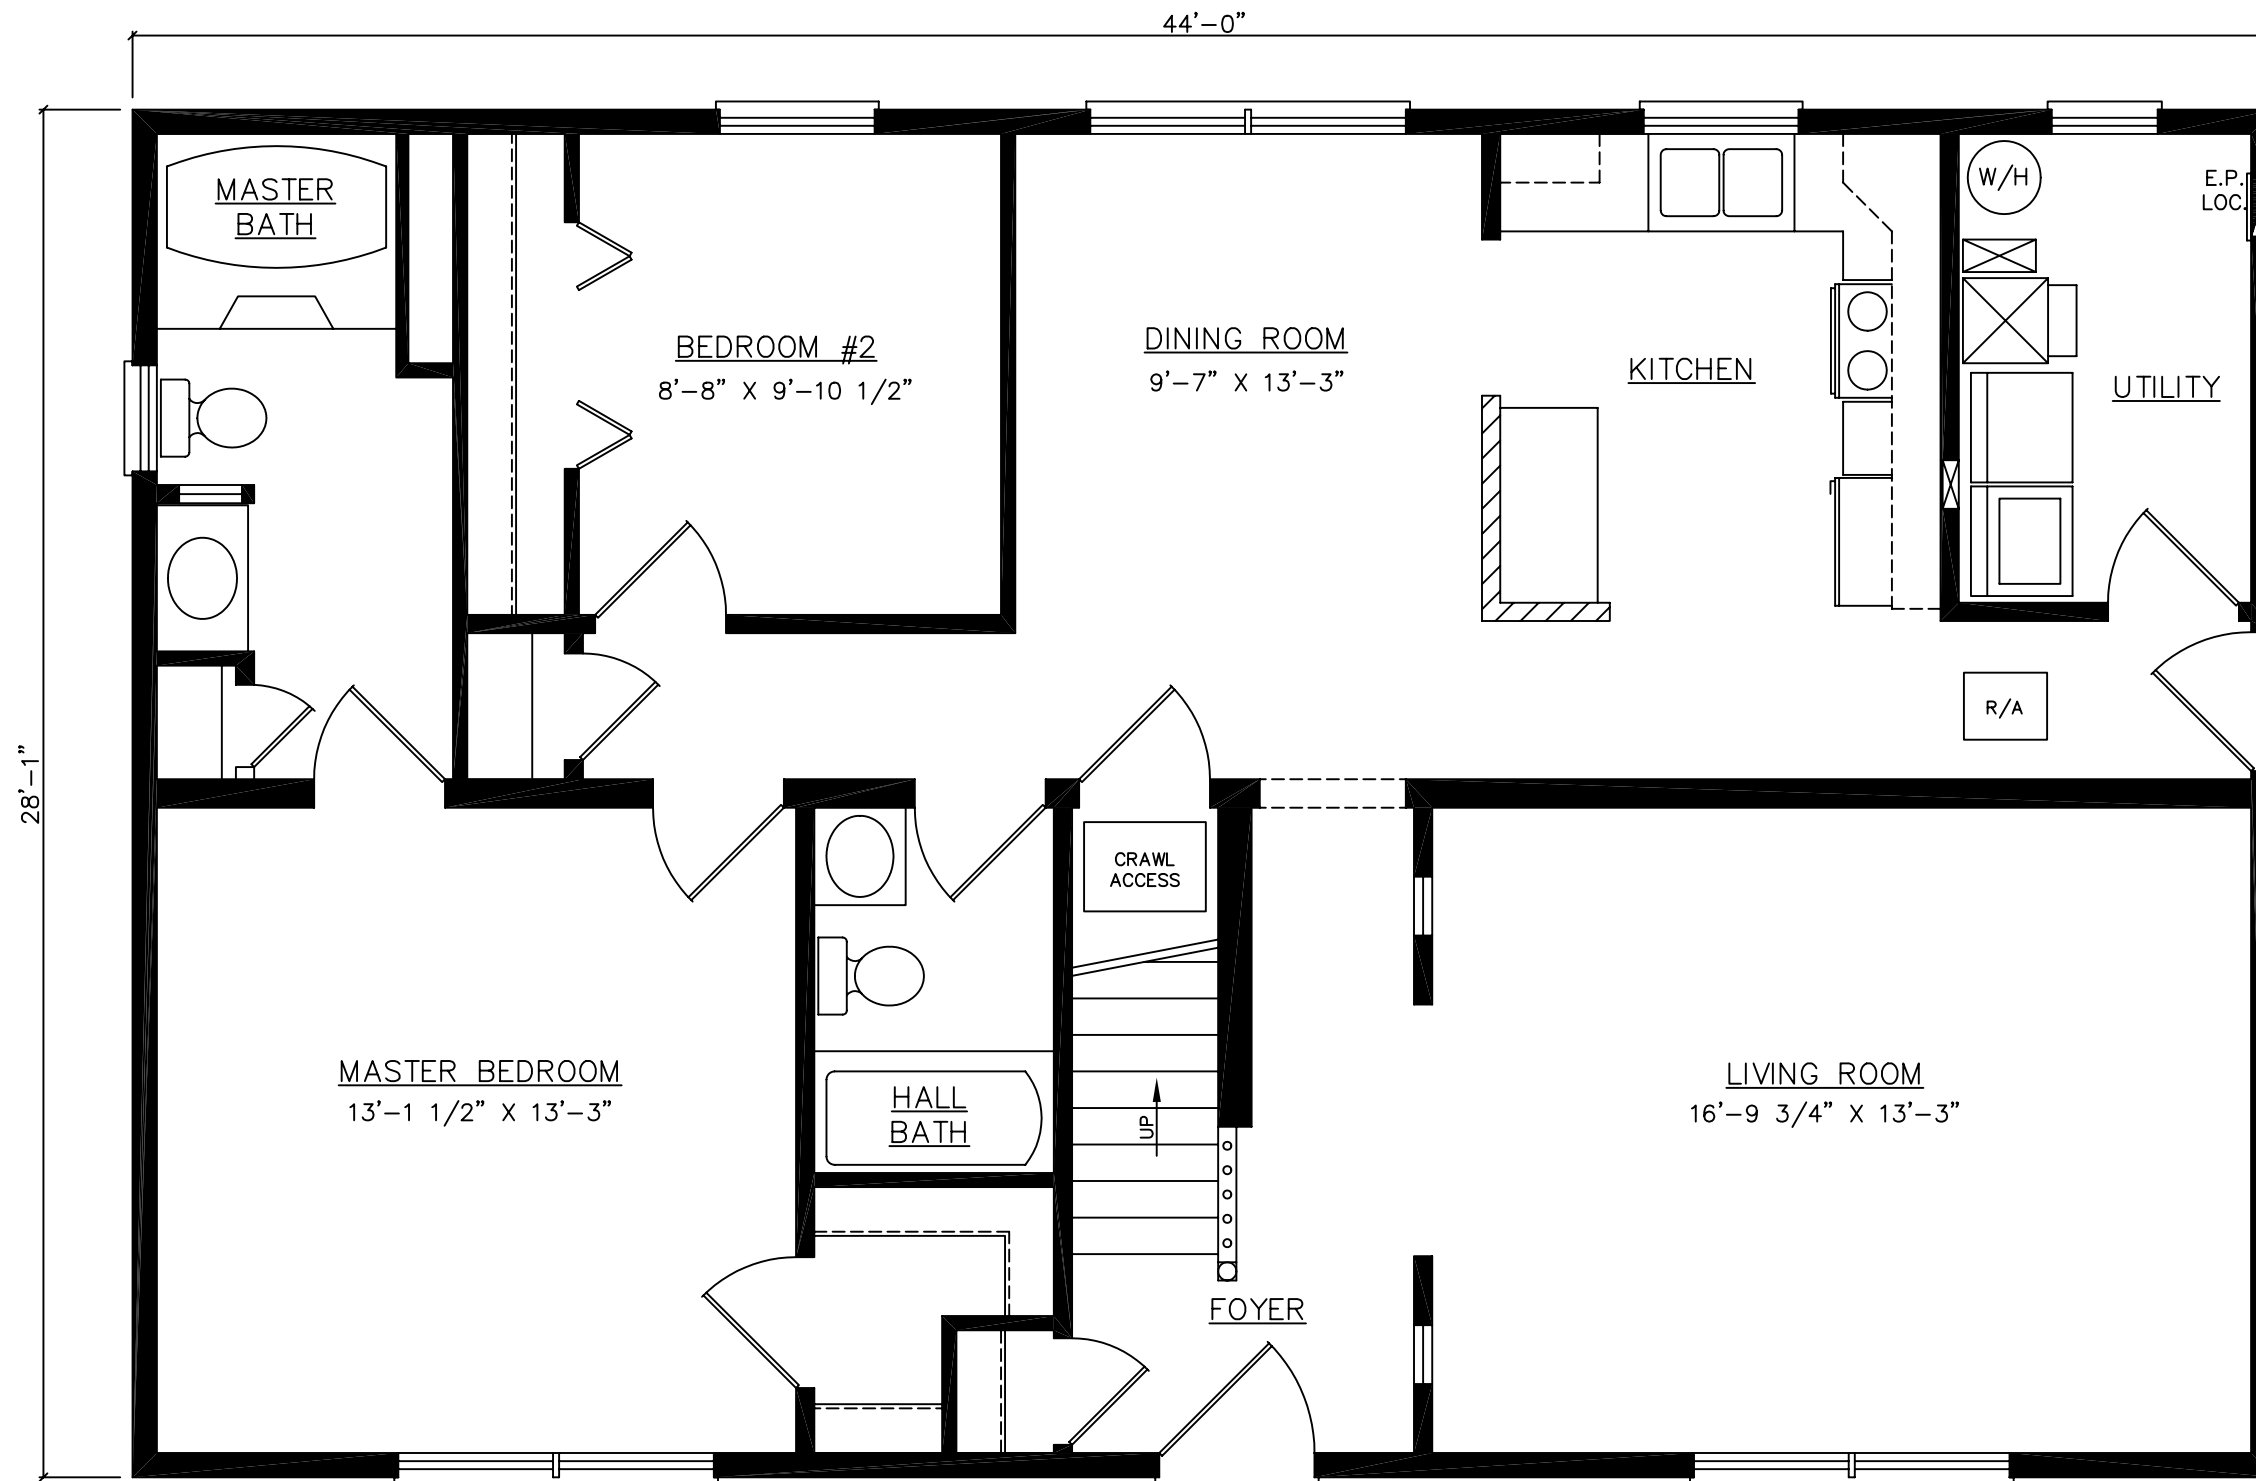 44'-0"
MASTER
BATH
W/H
E.P.
LOC.
BEDROOM #2
8'-8" X 9'-10 1/2"
DINING ROOM
9'-7" X 13'-3"
KITCHEN
UTILITY
28'-1"
R/A
CRAWL
ACCESS
MASTER BEDROOM
13'-1 1/2" X 13'-3"
HALL
BATH
UP
LIVING ROOM
16'-9 3/4" X 13'-3"
FOYER